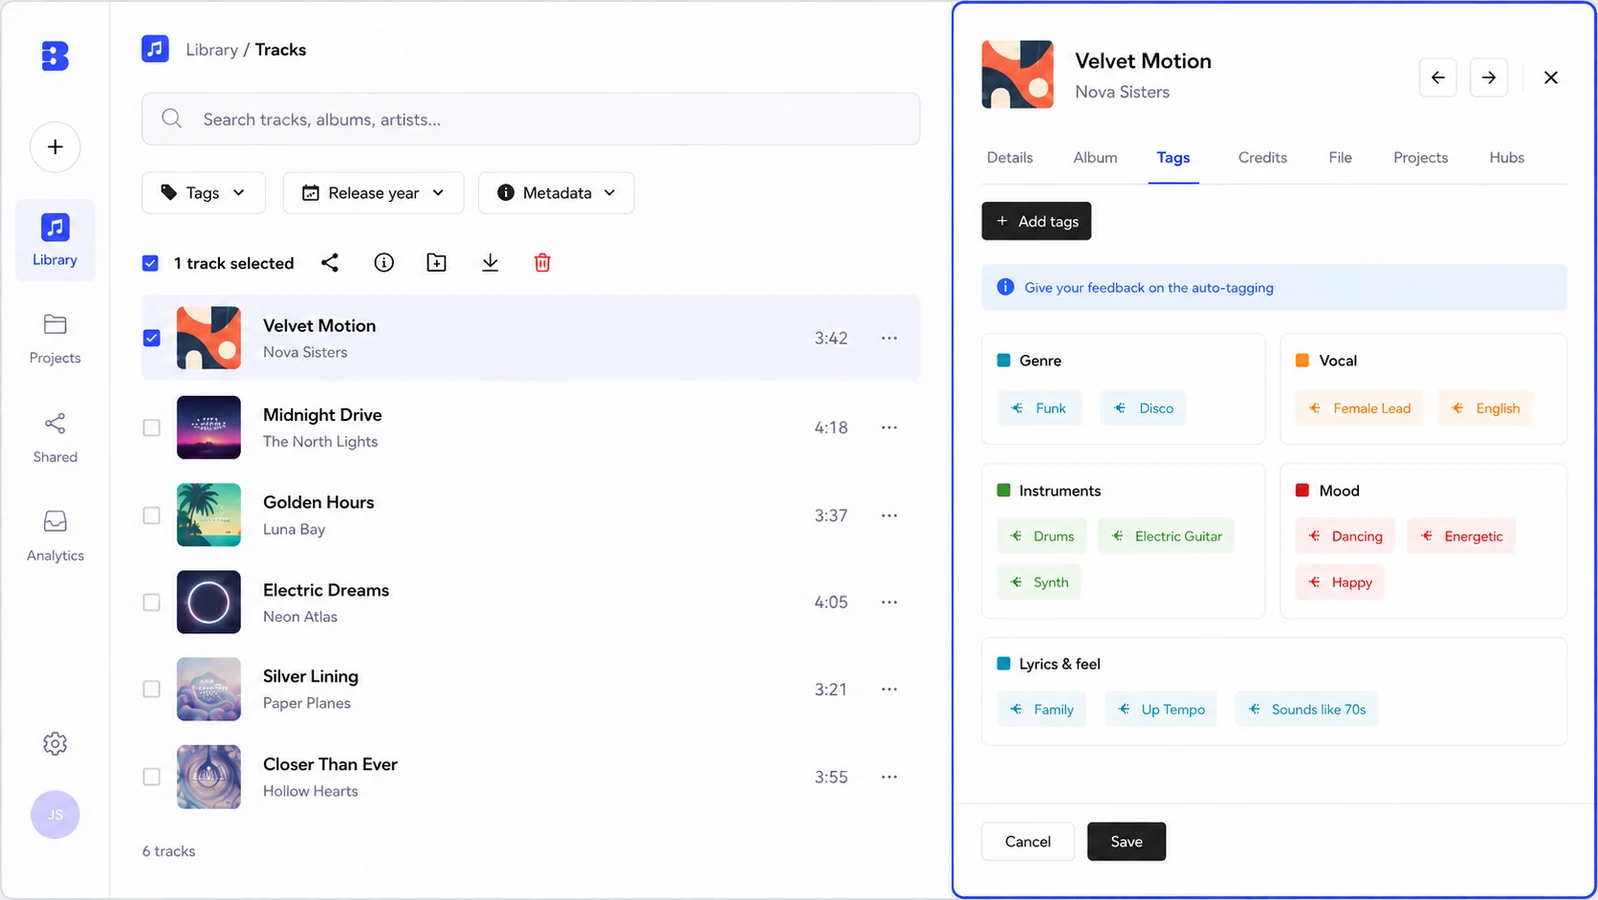 B
Library / Tracks
Search tracks, albums, artists...
Tags
Release year
Metadata
1 track selected
Library
Projects
Shared
Analytics
JS
Velvet Motion
Nova Sisters
3:42
Midnight Drive
The North Lights
4:18
Golden Hours
Luna Bay
3:37
Electric Dreams
Neon Atlas
4:05
Silver Lining
Paper Planes
3:21
Closer Than Ever
Hollow Hearts
3:55
6 tracks
Velvet Motion
Nova Sisters
Details Album Tags Credits File Projects Hubs
+ Add tags
Give your feedback on the auto-tagging
Genre
Funk Disco
Vocal
Female Lead English
Instruments
Drums Electric Guitar
Synth
Mood
Dancing Energetic
Happy
Lyrics & feel
Family Up Tempo Sounds like 70s
Cancel Save